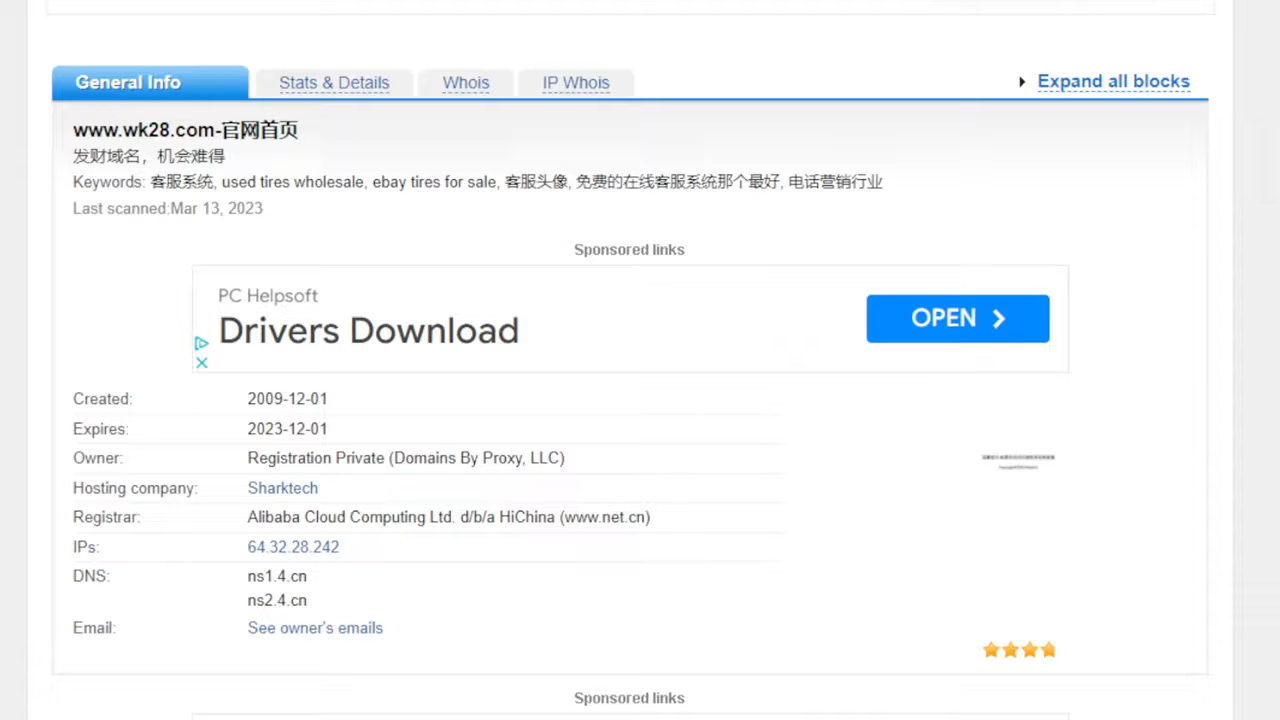 General Info
Stats & Details
Whois
IP Whois
Expand all blocks
www.wk28.com-官网首页
发财域名，机会难得
Keywords: 客服系统, used tires wholesale, ebay tires for sale, 客服头像, 免费的在线客服系统那个最好, 电话营销行业
Last scanned:Mar 13, 2023
Sponsored links
PC Helpsoft
Drivers Download
OPEN
Created: 2009-12-01
Expires: 2023-12-01
Owner: Registration Private (Domains By Proxy, LLC)
Hosting company: Sharktech
Registrar: Alibaba Cloud Computing Ltd. d/b/a HiChina (www.net.cn)
IPs: 64.32.28.242
DNS: ns1.4.cn
ns2.4.cn
Email: See owner's emails
Sponsored links